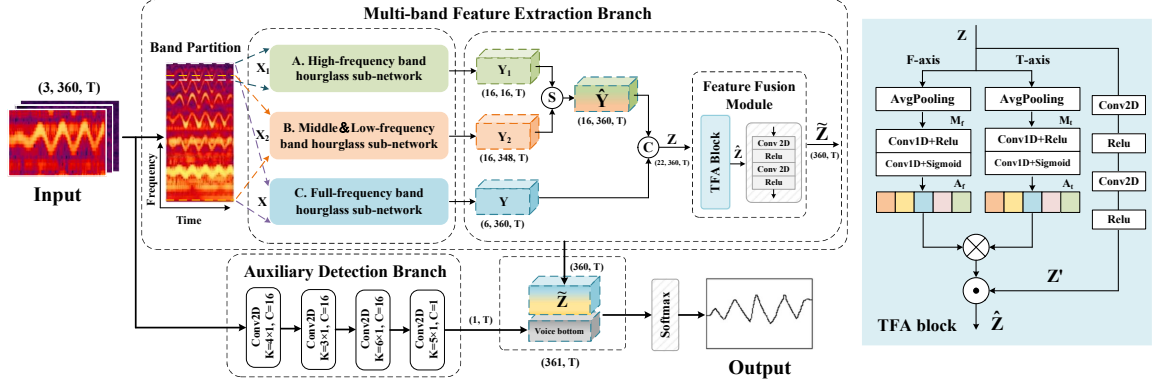 Multi-band Feature Extraction Branch
Band Partition
(3, 360, T)
Input
Frequency
Time
X₁
X₂
X
A. High-frequency band
hourglass sub-network
B. Middle&Low-frequency
band hourglass sub-network
C. Full-frequency band
hourglass sub-network
Y₁
(16, 16, T)
Y₂
(16, 348, T)
Y
(6, 360, T)
S
Ŷ
(16, 360, T)
C
Z
(22, 360, T)
Feature Fusion
Module
TFA Block
Ẑ
Conv 2D
Relu
Conv 2D
Relu
Z̃
(360, T)
Auxiliary Detection Branch
Conv2D
K=4×1, C=16
Conv2D
K=3×1, C=16
Conv2D
K=6×1, C=16
Conv2D
K=5×1, C=1
(1, T)
(360, T)
Z̃
Voice bottom
(361, T)
Softmax
Output
Z
F-axis
T-axis
AvgPooling
AvgPooling
M_f
M_t
Conv1D+Relu
Conv1D+Sigmoid
Conv1D+Relu
Conv1D+Sigmoid
A_f
A_t
Conv2D
Relu
Conv2D
Relu
Z'
TFA block
Ẑ